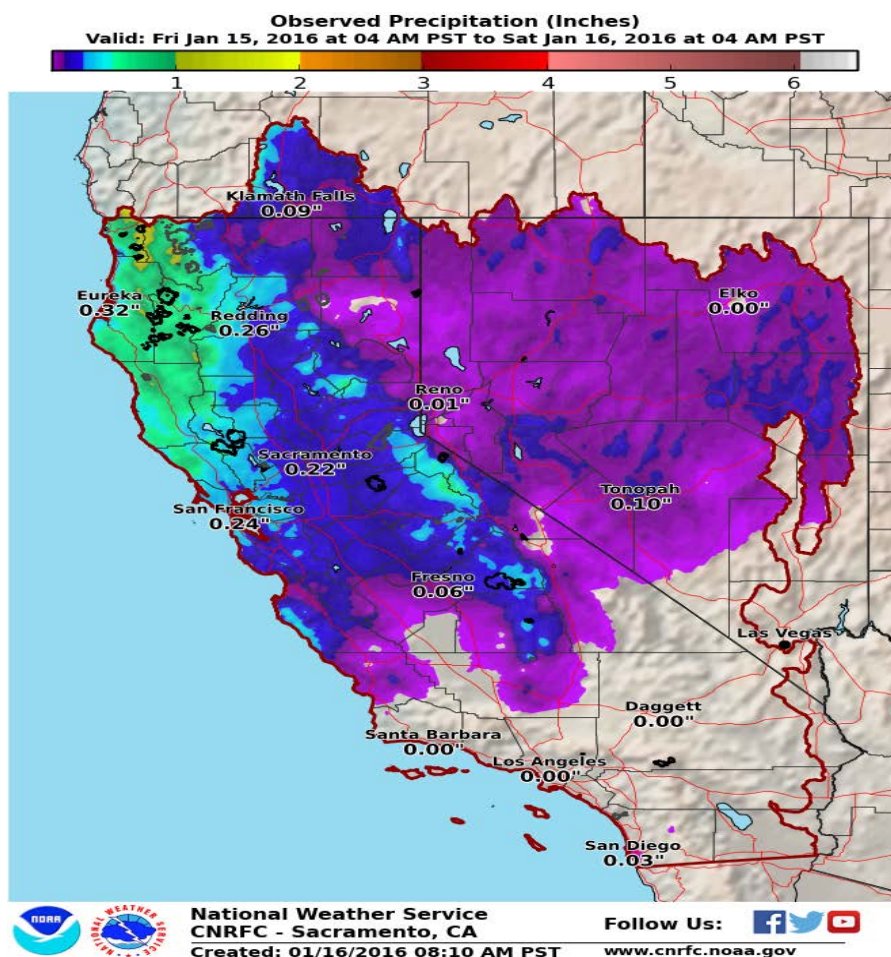 Observed Precipitation (Inches)
Valid: Fri Jan 15, 2016 at 04 AM PST to Sat Jan 16, 2016 at 04 AM PST
1 2 3 4 5 6
Klamath Falls
0.09"
Eureka
0.32"
Redding
0.26"
Elko
0.00"
Reno
0.01"
Sacramento
0.22"
Tonopah
0.10"
San Francisco
0.24"
Fresno
0.06"
Las Vegas
Daggett
0.00"
Santa Barbara
0.00"
Los Angeles
0.00"
San Diego
0.03"
NOAA
NATIONAL WEATHER SERVICE
National Weather Service
CNRFC - Sacramento, CA
Created: 01/16/2016 08:10 AM PST
Follow Us:
www.cnrfc.noaa.gov